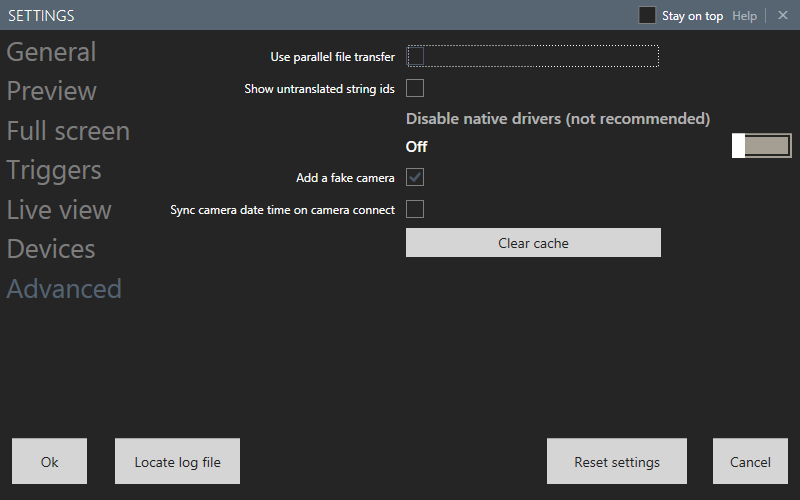 SETTINGS
Stay on top
Help
General
Preview
Full screen
Triggers
Live view
Devices
Advanced
Use parallel file transfer
Show untranslated string ids
Disable native drivers (not recommended)
Off
Add a fake camera
Sync camera date time on camera connect
Clear cache
Ok
Locate log file
Reset settings
Cancel